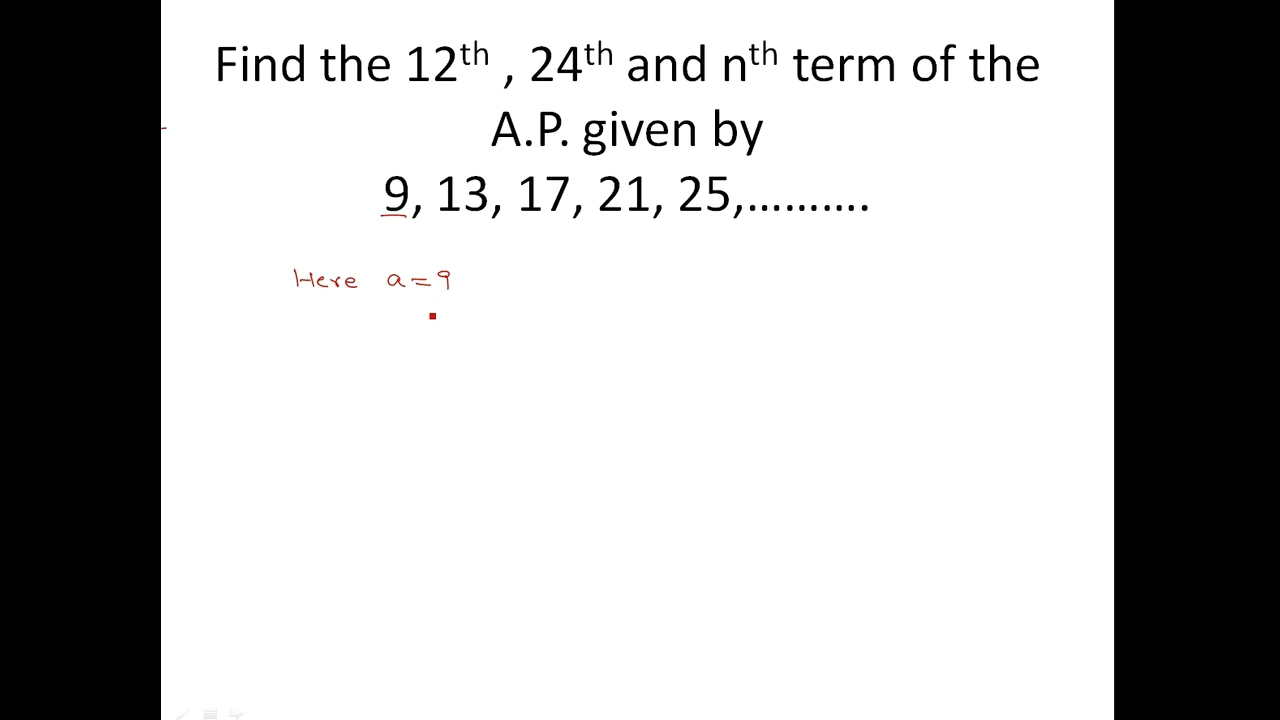 Find the 12th , 24th and nth term of the
A.P. given by
9, 13, 17, 21, 25,……….
Here a = 9